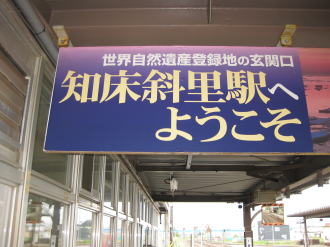 世界自然遺産登録地の玄関口
知床斜里駅へ
ようこそ